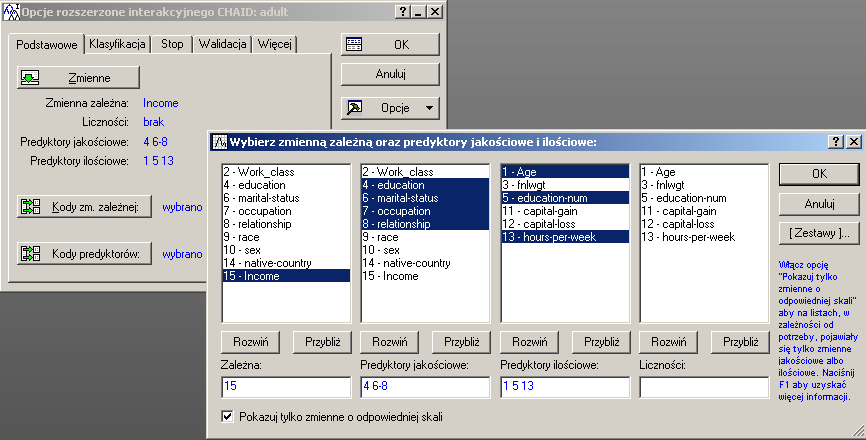 Opcje rozszerzone interakcyjnego CHAID: adult
Podstawowe Klasyfikacja Stop Walidacja Więcej
OK
Zmienne
Anuluj
Zmienna zależna: Income
Opcje
Liczności: brak
Predyktory jakościowe: 4 6-8
Predyktory ilościowe: 1 5 13
Kody zm. zależnej: wybrano
Kody predyktorów: wybrano
Wybierz zmienną zależną oraz predyktory jakościowe i ilościowe:
2 - Work_class
4 - education
6 - marital-status
7 - occupation
8 - relationship
9 - race
10 - sex
14 - native-country
15 - Income
2 - Work_class
4 - education
6 - marital-status
7 - occupation
8 - relationship
9 - race
10 - sex
14 - native-country
15 - Income
1 - Age
3 - fnlwgt
5 - education-num
11 - capital-gain
12 - capital-loss
13 - hours-per-week
1 - Age
3 - fnlwgt
5 - education-num
11 - capital-gain
12 - capital-loss
13 - hours-per-week
OK
Anuluj
[ Zestawy ]...
Włącz opcję
"Pokazuj tylko
zmienne o
odpowiedniej skali"
aby na listach, w
zależności od
potrzeby, pojawiały
się tylko zmienne
jakościowe albo
ilościowe. Naciśnij
F1 aby uzyskać
więcej informacji.
Rozwiń Przybliż Rozwiń Przybliż Rozwiń Przybliż Rozwiń Przybliż
Zależna: Predyktory jakościowe: Predyktory ilościowe: Liczności:
15 4 6-8 1 5 13
Pokazuj tylko zmienne o odpowiedniej skali